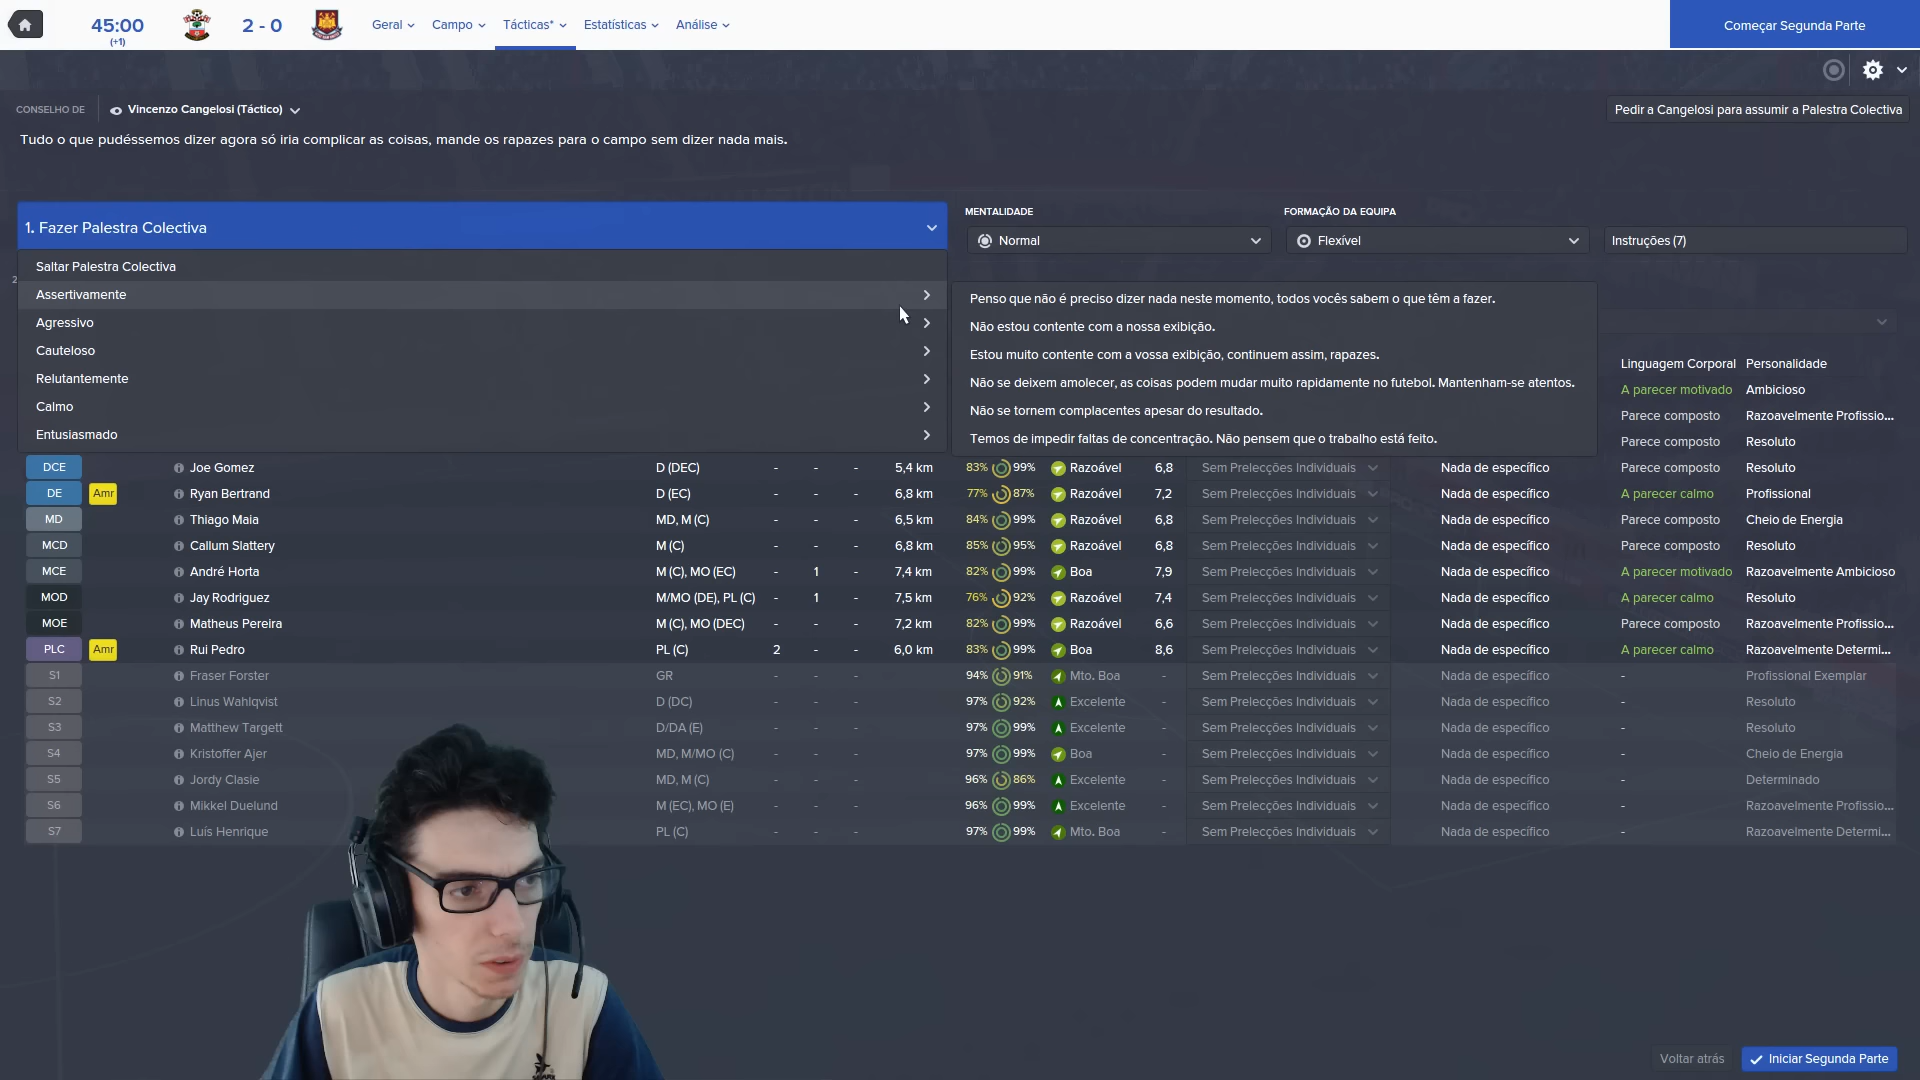 45:00
(+1)
2 - 0
Geral
Campo
Tácticas*
Estatísticas
Análise
Começar Segunda Parte
CONSELHO DE
Vincenzo Cangelosi (Táctico)
Pedir a Cangelosi para assumir a Palestra Colectiva
Tudo o que pudéssemos dizer agora só iria complicar as coisas, mande os rapazes para o campo sem dizer nada mais.
MENTALIDADE
FORMAÇÃO DA EQUIPA
1. Fazer Palestra Colectiva
Normal
Flexível
Instruções (7)
Saltar Palestra Colectiva
Assertivamente
Agressivo
Cauteloso
Relutantemente
Calmo
Entusiasmado
Penso que não é preciso dizer nada neste momento, todos vocês sabem o que têm a fazer.
Não estou contente com a nossa exibição.
Estou muito contente com a vossa exibição, continuem assim, rapazes.
Não se deixem amolecer, as coisas podem mudar muito rapidamente no futebol. Mantenham-se atentos.
Não se tornem complacentes apesar do resultado.
Temos de impedir faltas de concentração. Não pensem que o trabalho está feito.
Linguagem Corporal Personalidade
A parecer motivado Ambicioso
Parece composto Razoavelmente Profissio...
Parece composto Resoluto
DCE Joe Gomez D (DEC) - - - 5,4 km 83% 99% Razoável 6,8 Sem Prelecções Individuais Nada de específico Parece composto Resoluto
DE Amr Ryan Bertrand D (EC) - - - 6,8 km 77% 87% Razoável 7,2 Sem Prelecções Individuais Nada de específico A parecer calmo Profissional
MD Thiago Maia MD, M (C) - - - 6,5 km 84% 99% Razoável 6,8 Sem Prelecções Individuais Nada de específico Parece composto Cheio de Energia
MCD Callum Slattery M (C) - - - 6,8 km 85% 95% Razoável 6,8 Sem Prelecções Individuais Nada de específico Parece composto Resoluto
MCE André Horta M (C), MO (EC) - 1 - 7,4 km 82% 99% Boa 7,9 Sem Prelecções Individuais Nada de específico A parecer motivado Razoavelmente Ambicioso
MOD Jay Rodriguez M/MO (DE), PL (C) - 1 - 7,5 km 76% 92% Razoável 7,4 Sem Prelecções Individuais Nada de específico A parecer calmo Resoluto
MOE Matheus Pereira M (C), MO (DEC) - - - 7,2 km 82% 99% Razoável 6,6 Sem Prelecções Individuais Nada de específico Parece composto Razoavelmente Profissio...
PLC Amr Rui Pedro PL (C) 2 - - 6,0 km 83% 99% Boa 8,6 Sem Prelecções Individuais Nada de específico A parecer calmo Razoavelmente Determi...
S1 Fraser Forster GR 94% 91% Mto. Boa - Sem Prelecções Individuais Nada de específico - Profissional Exemplar
S2 Linus Wahlqvist D (DC) - - - 97% 92% Excelente - Sem Prelecções Individuais Nada de específico - Resoluto
S3 Matthew Targett D/DA (E) - - - 97% 99% Excelente - Sem Prelecções Individuais Nada de específico - Resoluto
S4 Kristoffer Ajer MD, M/MO (C) - - - 97% 99% Boa - Sem Prelecções Individuais Nada de específico - Cheio de Energia
S5 Jordy Clasie MD, M (C) - - - 96% 86% Excelente - Sem Prelecções Individuais Nada de específico - Determinado
S6 Mikkel Duelund M (EC), MO (E) - - - 96% 99% Excelente - Sem Prelecções Individuais Nada de específico - Razoavelmente Profissio...
S7 Luís Henrique PL (C) - - - 97% 99% Mto. Boa - Sem Prelecções Individuais Nada de específico - Razoavelmente Determi...
Voltar atrás
Iniciar Segunda Parte